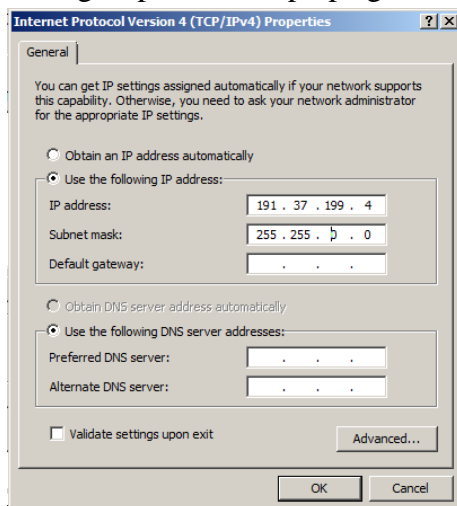 Internet Protocol Version 4 (TCP/IPv4) Properties
General
You can get IP settings assigned automatically if your network supports
this capability. Otherwise, you need to ask your network administrator
for the appropriate IP settings.
Obtain an IP address automatically
Use the following IP address:
IP address: 191 . 37 . 199 . 4
Subnet mask: 255 . 255 . 0 . 0
Default gateway: . . .
Obtain DNS server address automatically
Use the following DNS server addresses:
Preferred DNS server: . . .
Alternate DNS server: . . .
Validate settings upon exit
Advanced...
OK Cancel